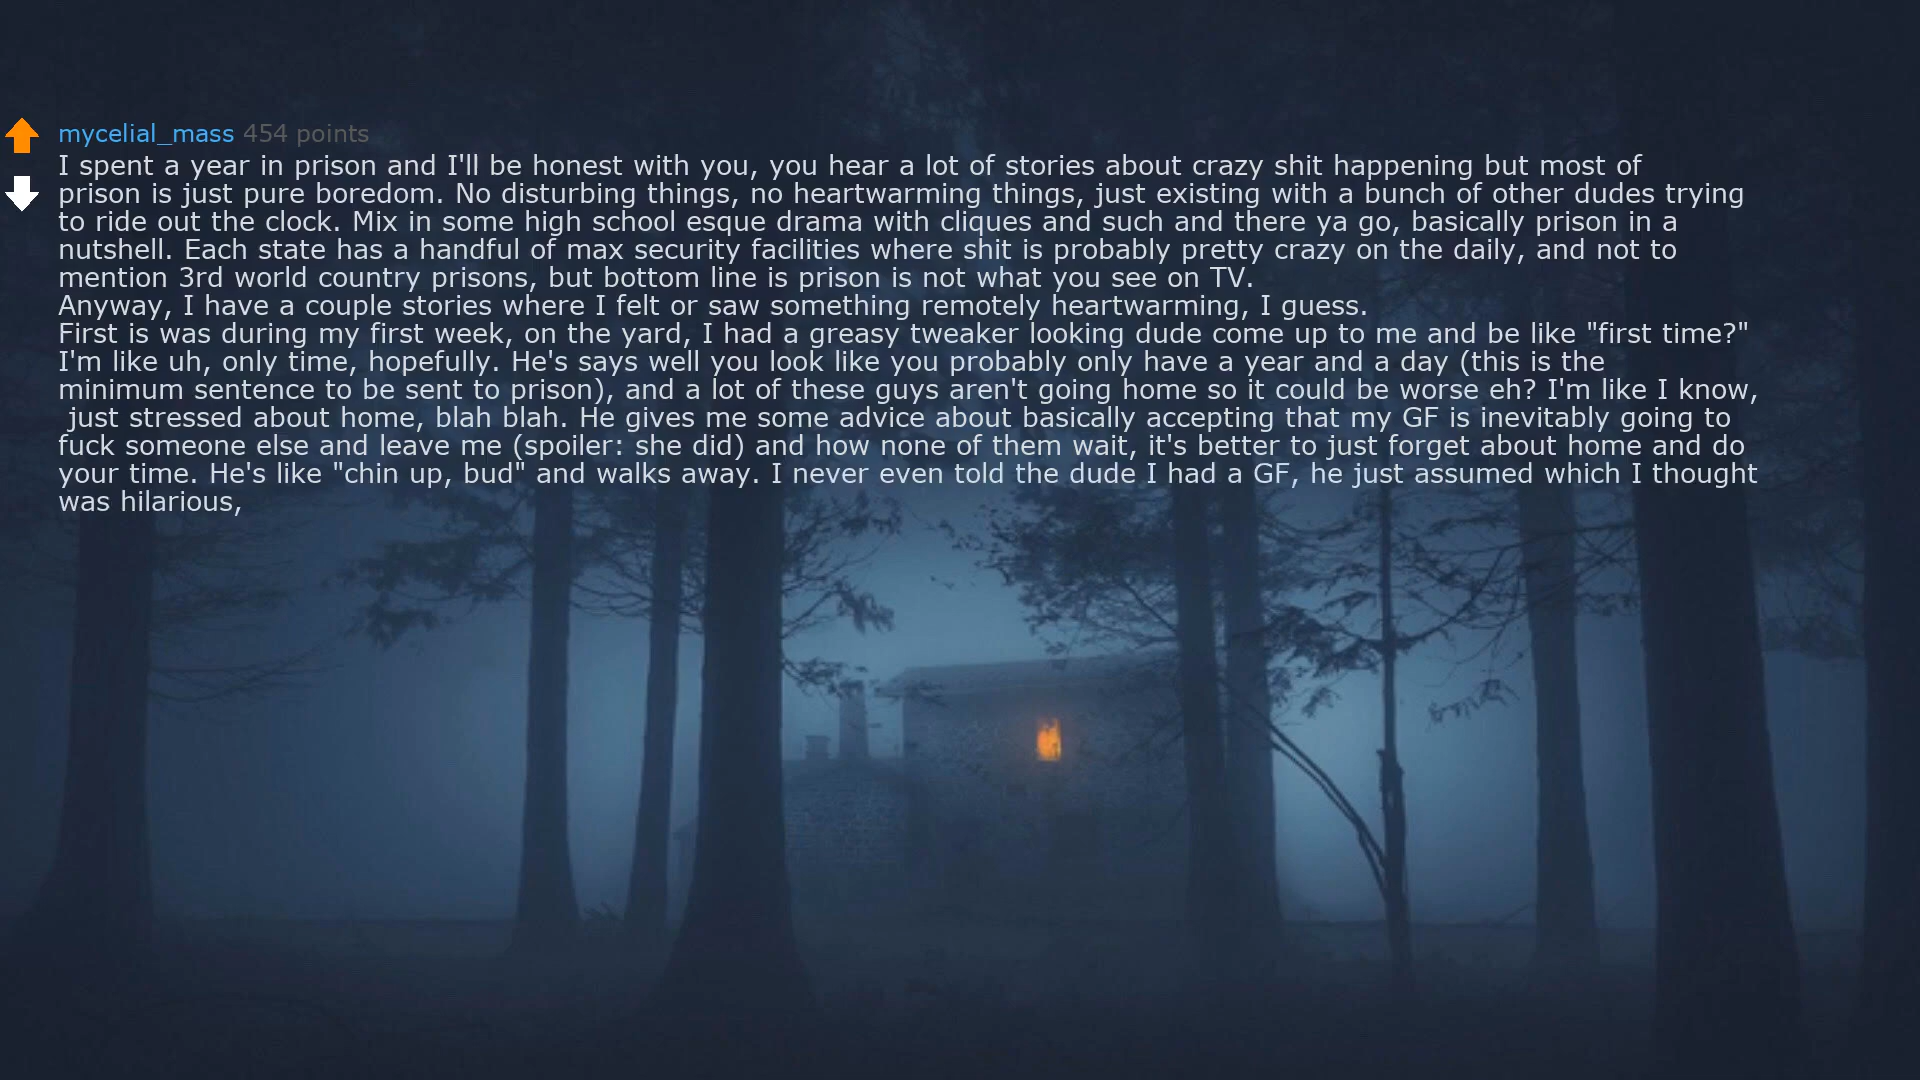 mycelial_mass 454 points
I spent a year in prison and I'll be honest with you, you hear a lot of stories about crazy shit happening but most of
prison is just pure boredom. No disturbing things, no heartwarming things, just existing with a bunch of other dudes trying
to ride out the clock. Mix in some high school esque drama with cliques and such and there ya go, basically prison in a
nutshell. Each state has a handful of max security facilities where shit is probably pretty crazy on the daily, and not to
mention 3rd world country prisons, but bottom line is prison is not what you see on TV.
Anyway, I have a couple stories where I felt or saw something remotely heartwarming, I guess.
First is was during my first week, on the yard, I had a greasy tweaker looking dude come up to me and be like "first time?"
I'm like uh, only time, hopefully. He's says well you look like you probably only have a year and a day (this is the
minimum sentence to be sent to prison), and a lot of these guys aren't going home so it could be worse eh? I'm like I know,
just stressed about home, blah blah. He gives me some advice about basically accepting that my GF is inevitably going to
fuck someone else and leave me (spoiler: she did) and how none of them wait, it's better to just forget about home and do
your time. He's like "chin up, bud" and walks away. I never even told the dude I had a GF, he just assumed which I thought
was hilarious,